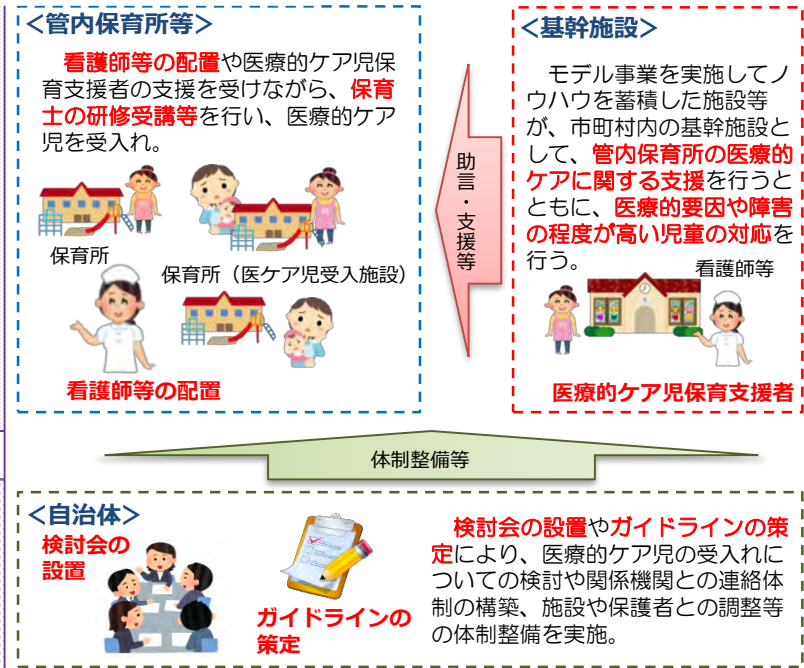 <管内保育所等>
看護師等の配置や医療的ケア児保
育支援者の支援を受けながら、保育
士の研修受講等を行い、医療的ケア
児を受入れ。
保育所
保育所（医ケア児受入施設）
看護師等の配置
助言・支援等
<基幹施設>
モデル事業を実施してノ
ウハウを蓄積した施設等
が、市町村内の基幹施設と
して、管内保育所の医療的
ケアに関する支援を行うと
ともに、医療的要因や障害
の程度が高い児童の対応を
行う。
看護師等
医療的ケア児保育支援者
体制整備等
<自治体>
検討会の
設置
ガイドラインの
策定
検討会の設置やガイドラインの策
定により、医療的ケア児の受入れに
ついての検討や関係機関との連絡体
制の構築、施設や保護者との調整等
の体制整備を実施。